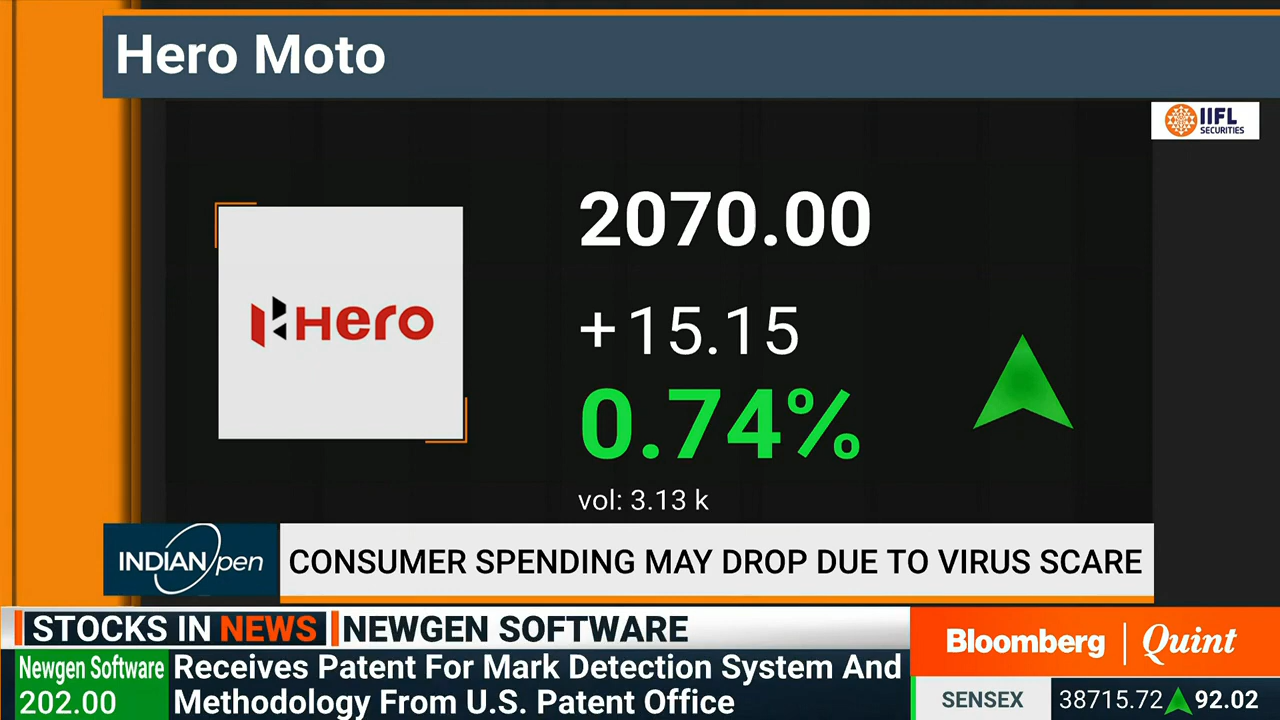 Hero Moto
IIFL
SECURITIES
2070.00
Hero
+15.15
0.74%
vol: 3.13 k
INDIAN Open
CONSUMER SPENDING MAY DROP DUE TO VIRUS SCARE
STOCKS IN NEWS NEWGEN SOFTWARE
Bloomberg | Quint
Newgen Software
202.00
Receives Patent For Mark Detection System And
Methodology From U.S. Patent Office
SENSEX 38715.72 92.02